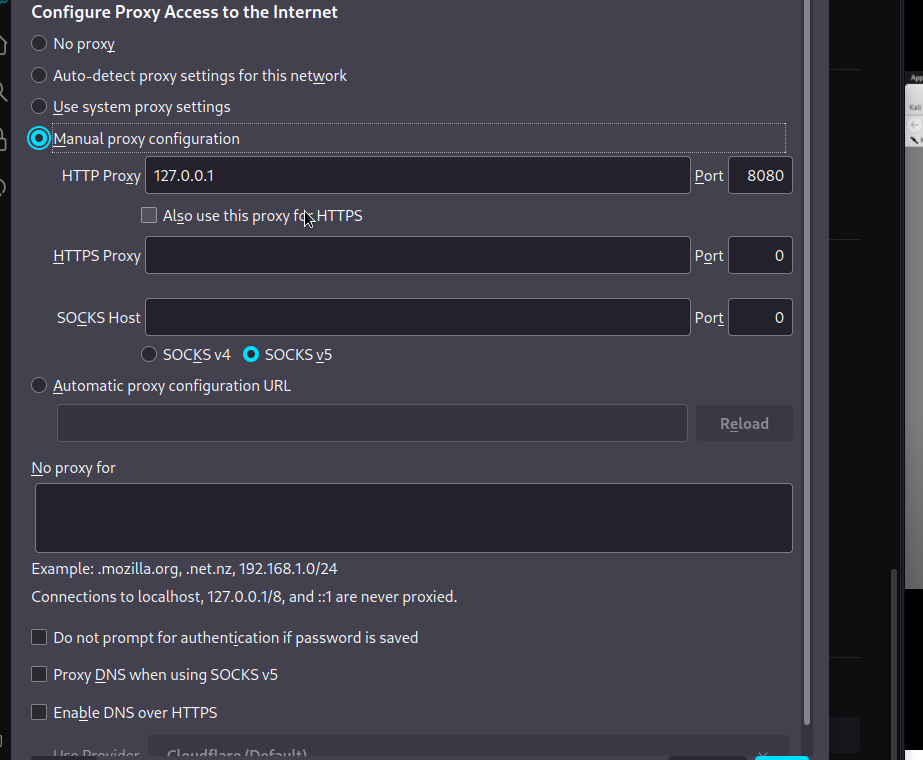 Configure Proxy Access to the Internet
No proxy
Auto-detect proxy settings for this network
Use system proxy settings
Manual proxy configuration
HTTP Proxy 127.0.0.1 Port 8080
Also use this proxy for HTTPS
HTTPS Proxy Port 0
SOCKS Host Port 0
SOCKS v4 SOCKS v5
Automatic proxy configuration URL
Reload
No proxy for
Example: .mozilla.org, .net.nz, 192.168.1.0/24
Connections to localhost, 127.0.0.1/8, and ::1 are never proxied.
Do not prompt for authentication if password is saved
Proxy DNS when using SOCKS v5
Enable DNS over HTTPS
Use Provider Cloudflare (Default)
App
Kali